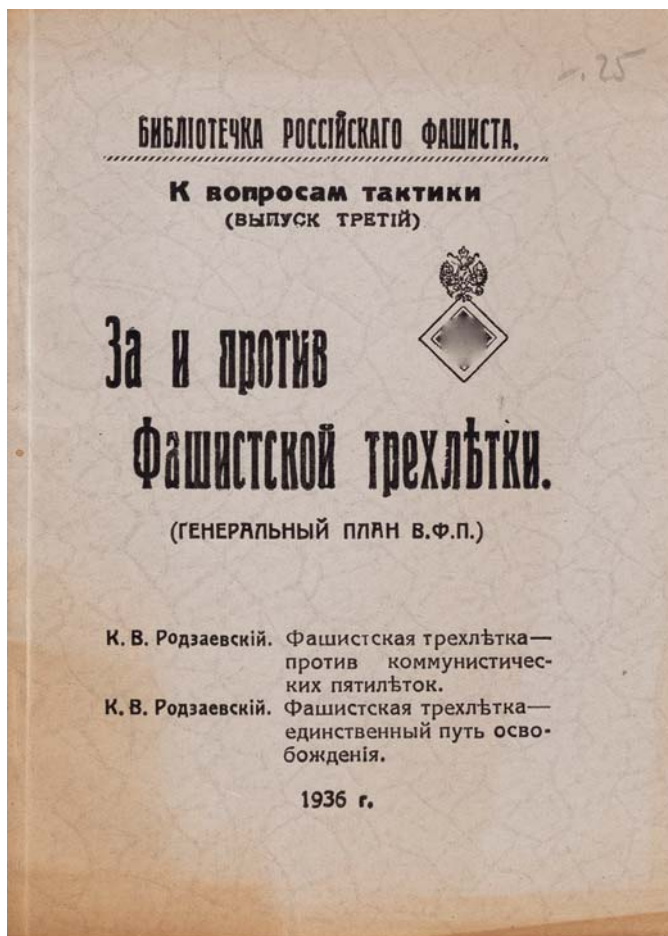 БИБЛІОТЕЧКА РОССІЙСКАГО ФАШИСТА.
К вопросам тактики
(ВЫПУСК ТРЕТІЙ)
За и против
Фашистской трехлѣтки.
(ГЕНЕРАЛЬНЫЙ ПЛАН В.Ф.П.)
К. В. Родзаевскій. Фашистская трехлѣтка—
против коммунистичес-
ких пятилѣток.
К. В. Родзаевскій. Фашистская трехлѣтка—
единственный путь осво-
божденія.
1936 г.